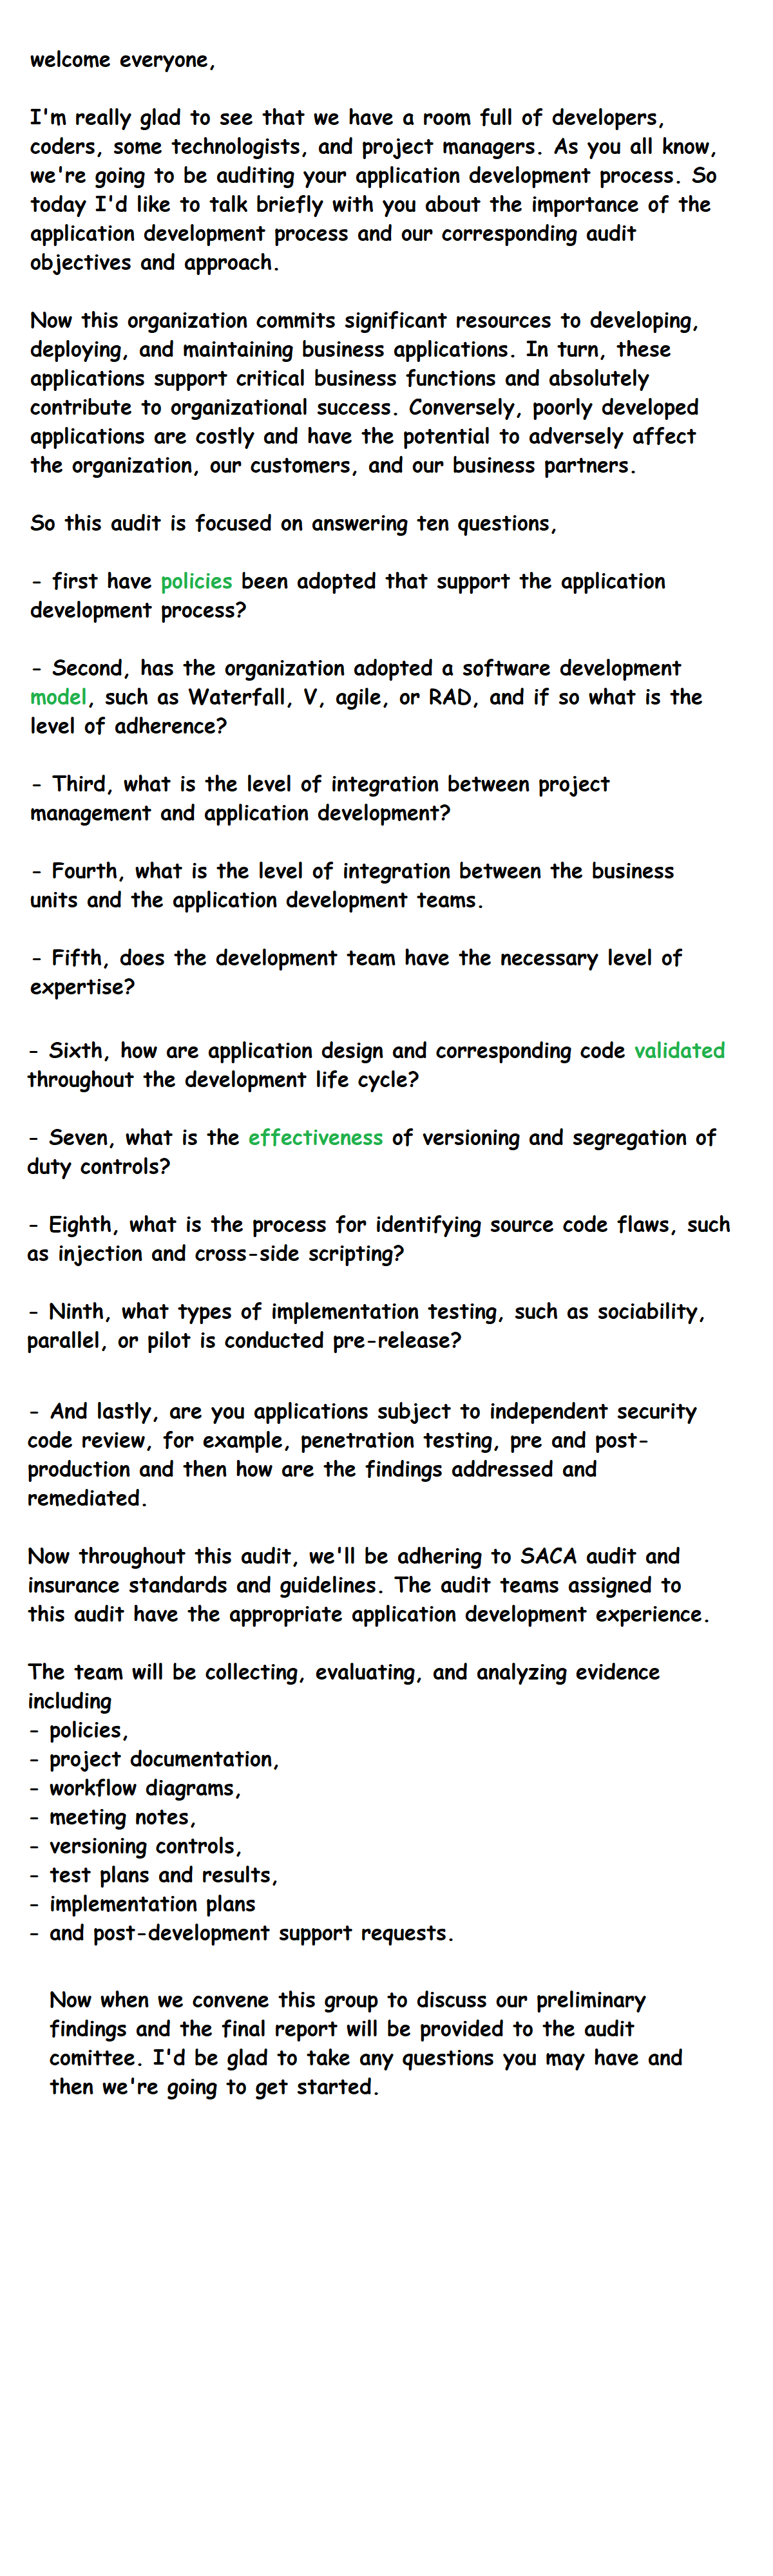 welcome everyone,
I'm really glad to see that we have a room full of developers,
coders, some technologists, and project managers. As you all know,
we're going to be auditing your application development process. So
today I'd like to talk briefly with you about the importance of the
application development process and our corresponding audit
objectives and approach.
Now this organization commits significant resources to developing,
deploying, and maintaining business applications. In turn, these
applications support critical business functions and absolutely
contribute to organizational success. Conversely, poorly developed
applications are costly and have the potential to adversely affect
the organization, our customers, and our business partners.
So this audit is focused on answering ten questions,
- first have policies been adopted that support the application
development process?
- Second, has the organization adopted a software development
model, such as Waterfall, V, agile, or RAD, and if so what is the
level of adherence?
- Third, what is the level of integration between project
management and application development?
- Fourth, what is the level of integration between the business
units and the application development teams.
- Fifth, does the development team have the necessary level of
expertise?
- Sixth, how are application design and corresponding code validated
throughout the development life cycle?
- Seven, what is the effectiveness of versioning and segregation of
duty controls?
- Eighth, what is the process for identifying source code flaws, such
as injection and cross-side scripting?
- Ninth, what types of implementation testing, such as sociability,
parallel, or pilot is conducted pre-release?
- And lastly, are you applications subject to independent security
code review, for example, penetration testing, pre and post-
production and then how are the findings addressed and
remediated.
Now throughout this audit, we'll be adhering to SACA audit and
insurance standards and guidelines. The audit teams assigned to
this audit have the appropriate application development experience.
The team will be collecting, evaluating, and analyzing evidence
including
- policies,
- project documentation,
- workflow diagrams,
- meeting notes,
- versioning controls,
- test plans and results,
- implementation plans
- and post-development support requests.
Now when we convene this group to discuss our preliminary
findings and the final report will be provided to the audit
comittee. I'd be glad to take any questions you may have and
then we're going to get started.